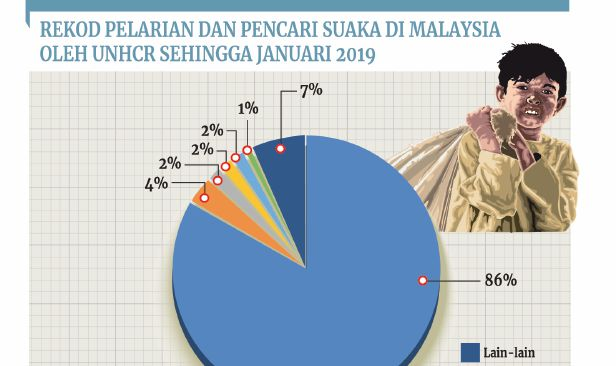 REKOD PELARIAN DAN PENCARI SUAKA DI MALAYSIA
OLEH UNHCR SEHINGGA JANUARI 2019
7%
1%
2%
2%
2%
4%
86%
Lain-lain